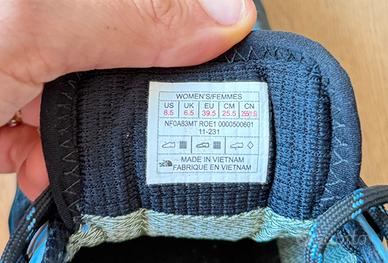 WOMEN'S/FEMMES
US UK EU CM CN
8.5 6.5 39.5 25.5 255(1.5)
NF0A83MT ROE1 0000500601
11-231
MADE IN VIETNAM
FABRIQUE EN VIETNAM